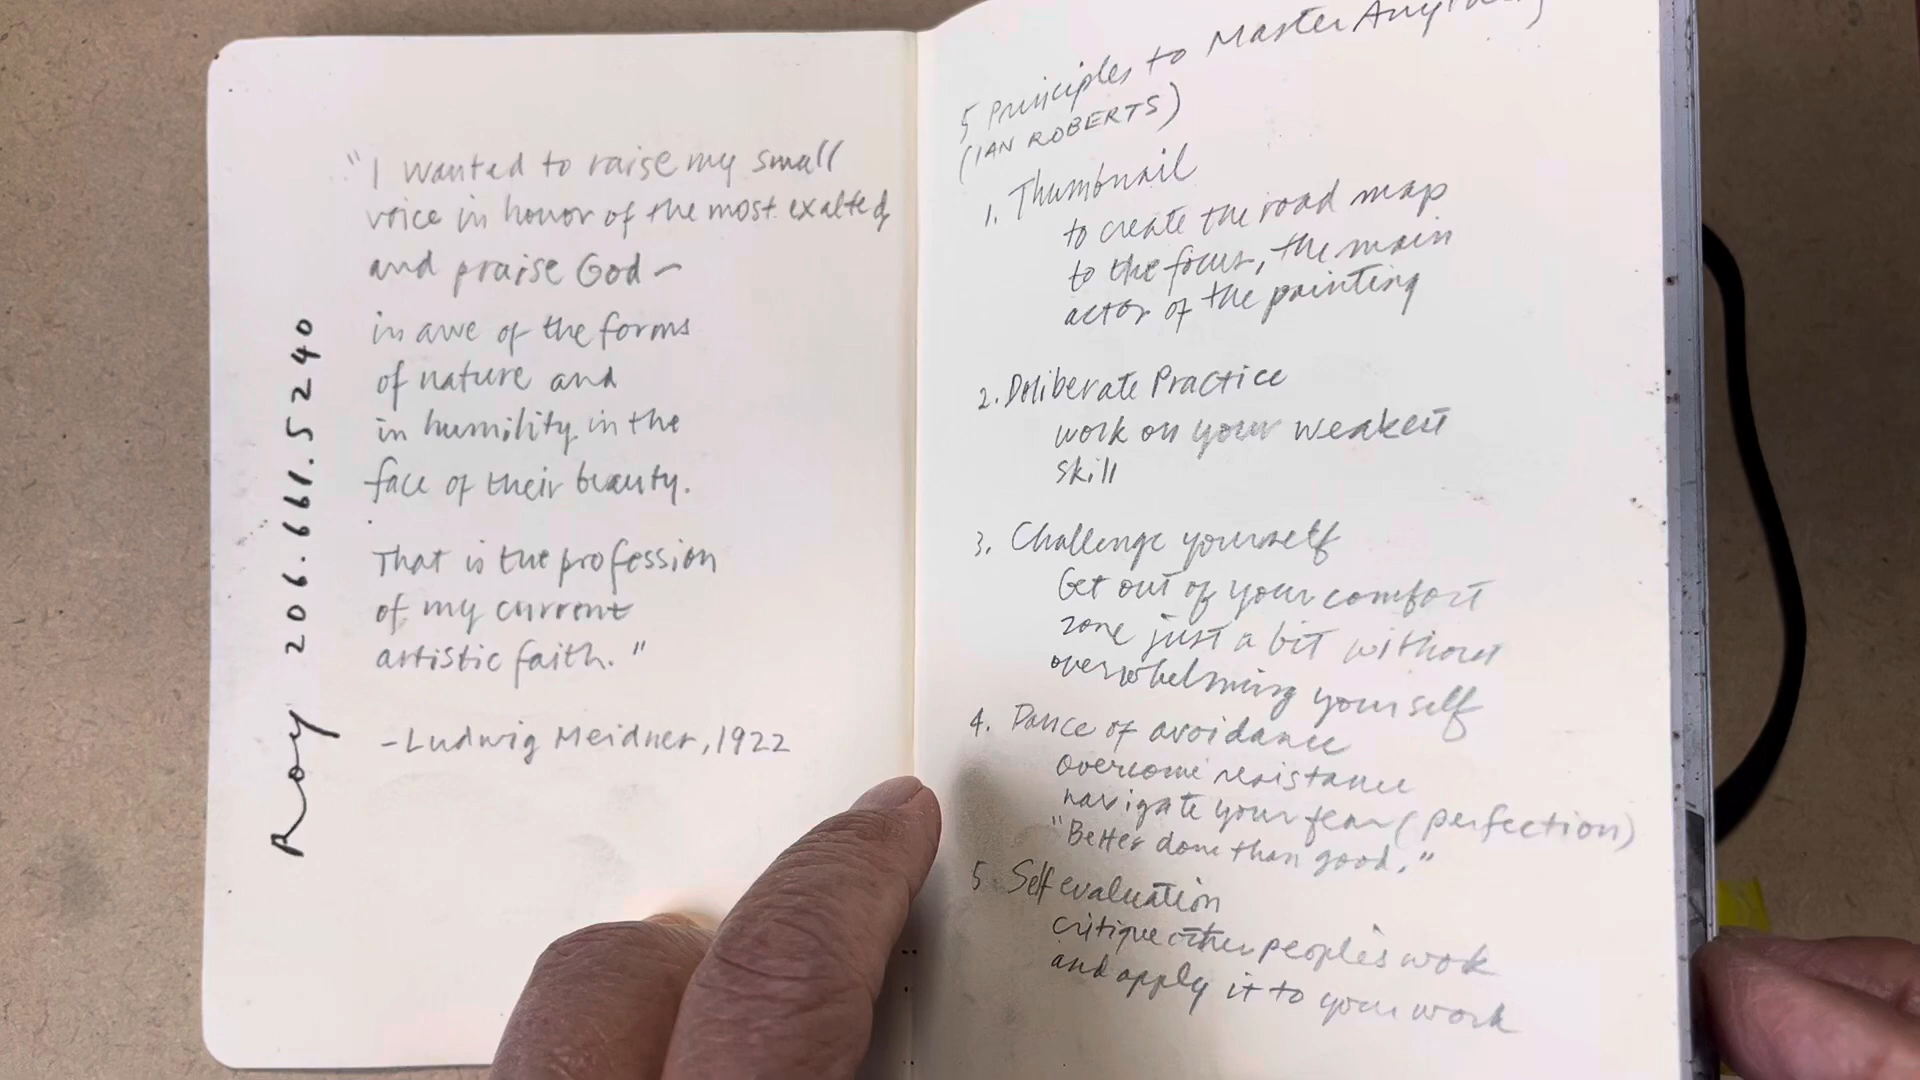 "I wanted to raise my small
voice in honor of the most exalted,
and praise God –
in awe of the forms
of nature and
in humility in the
face of their beauty.
That is the profession
of my current
artistic faith."
-Ludwig Meidner, 1922
Roy 206.661.5240
5 Principles to Master Anything
(IAN ROBERTS)
1. Thumbnail
to create the road map
to the focus, the main
actor of the painting
2. Deliberate Practice
work on your weakest
skill
3. Challenge yourself
Get out of your comfort
zone just a bit without
overwhelming yourself
4. Dance of avoidance
overcome resistance
navigate your fear (perfection)
"Better done than good."
5 Self evaluation
critique other people's work
and apply it to your work